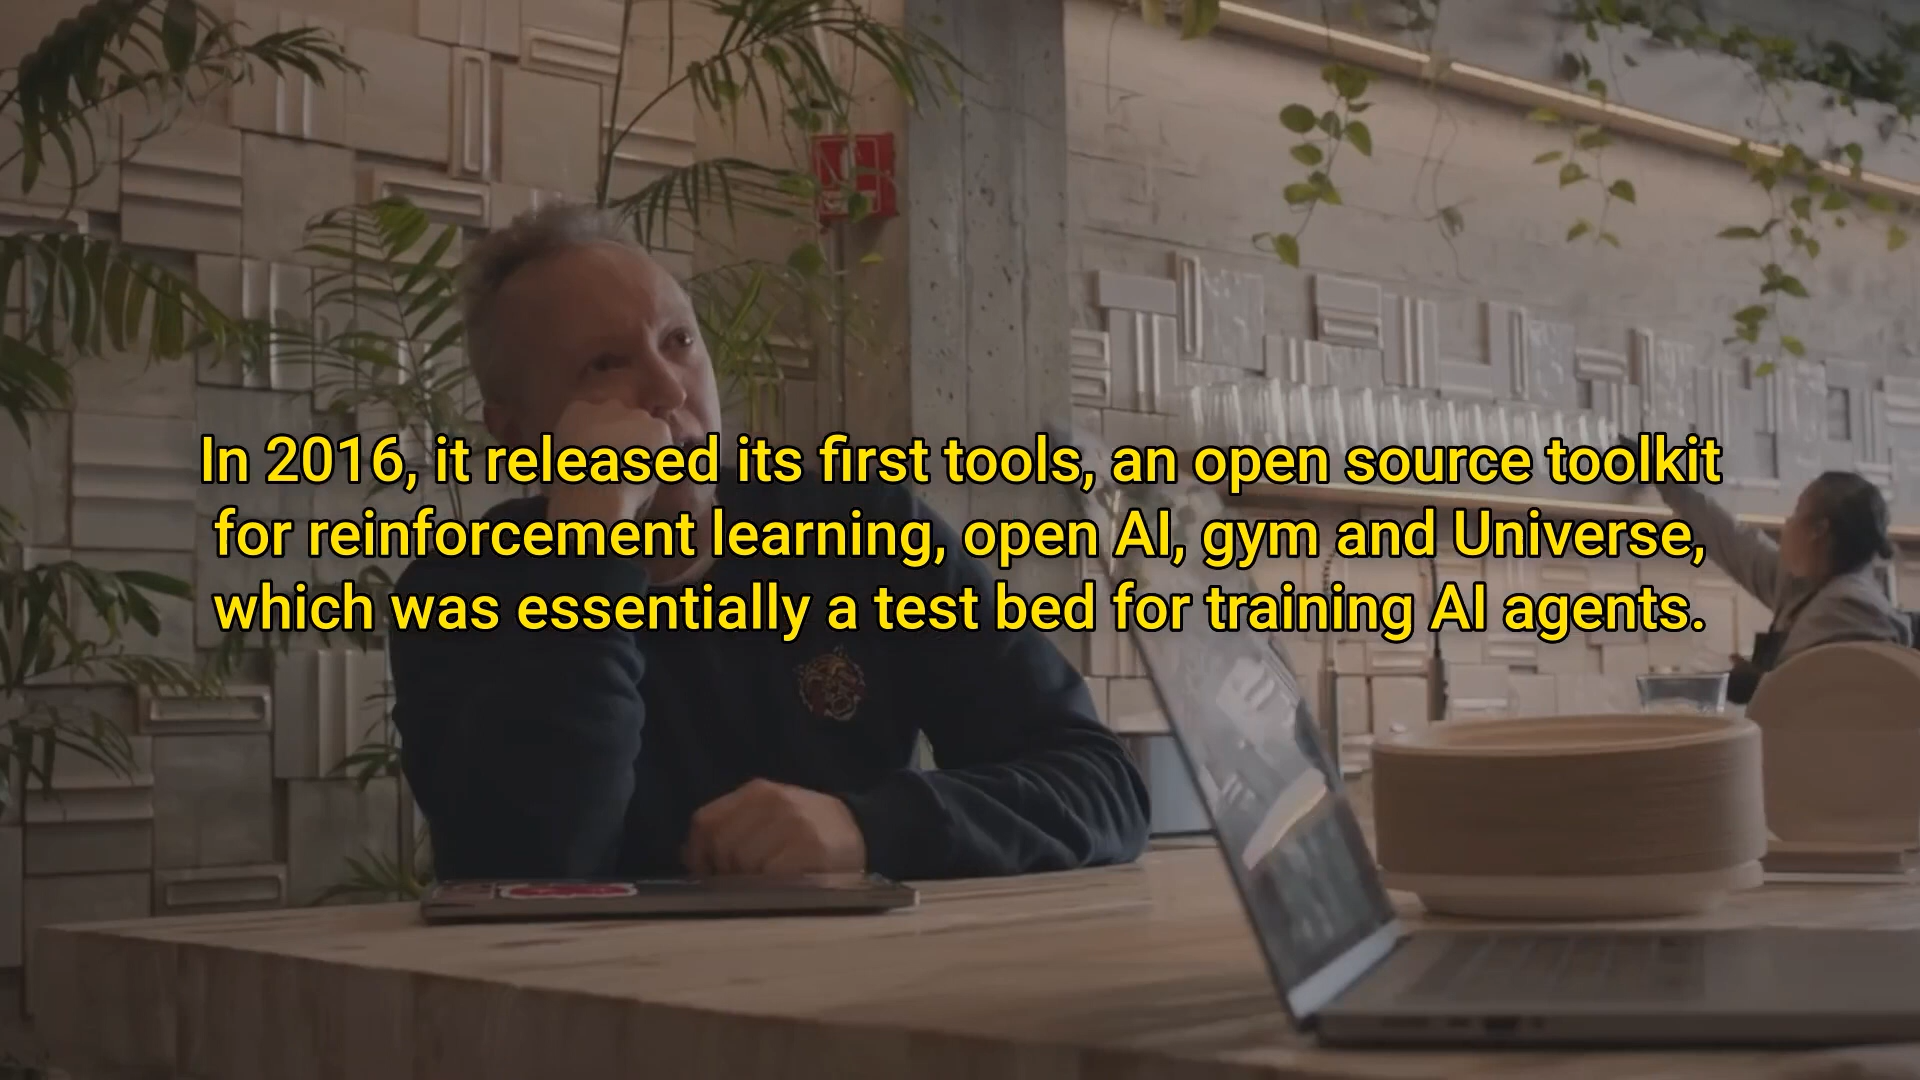 In 2016, it released its first tools, an open source toolkit
for reinforcement learning, open AI, gym and Universe,
which was essentially a test bed for training AI agents.